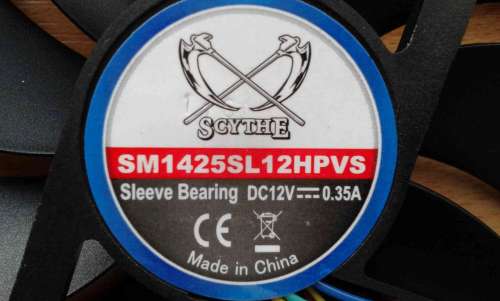 SCYTHE
SM1425SL12HPVS
Sleeve Bearing DC12V⎓0.35A
CE
Made in China